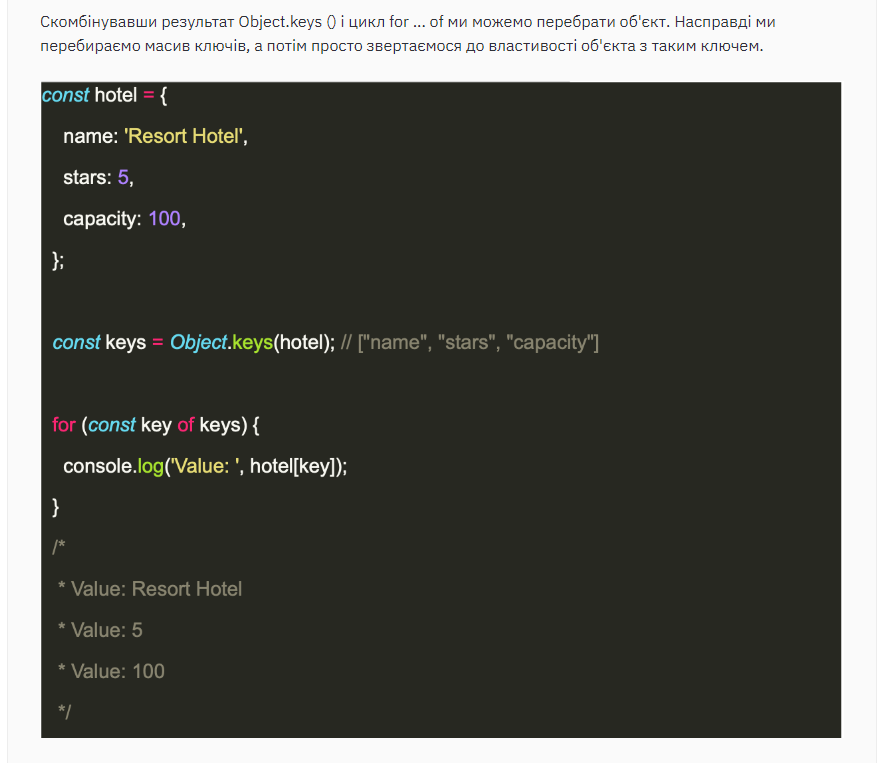 Скомбінувавши результат Object.keys () і цикл for ... of ми можемо перебрати об'єкт. Насправді ми
перебираємо масив ключів, а потім просто звертаємося до властивості об'єкта з таким ключем.
const hotel = {
name: 'Resort Hotel',
stars: 5,
capacity: 100,
};
const keys = Object.keys(hotel); // ["name", "stars", "capacity"]
for (const key of keys) {
console.log('Value: ', hotel[key]);
}
/*
* Value: Resort Hotel
* Value: 5
* Value: 100
*/